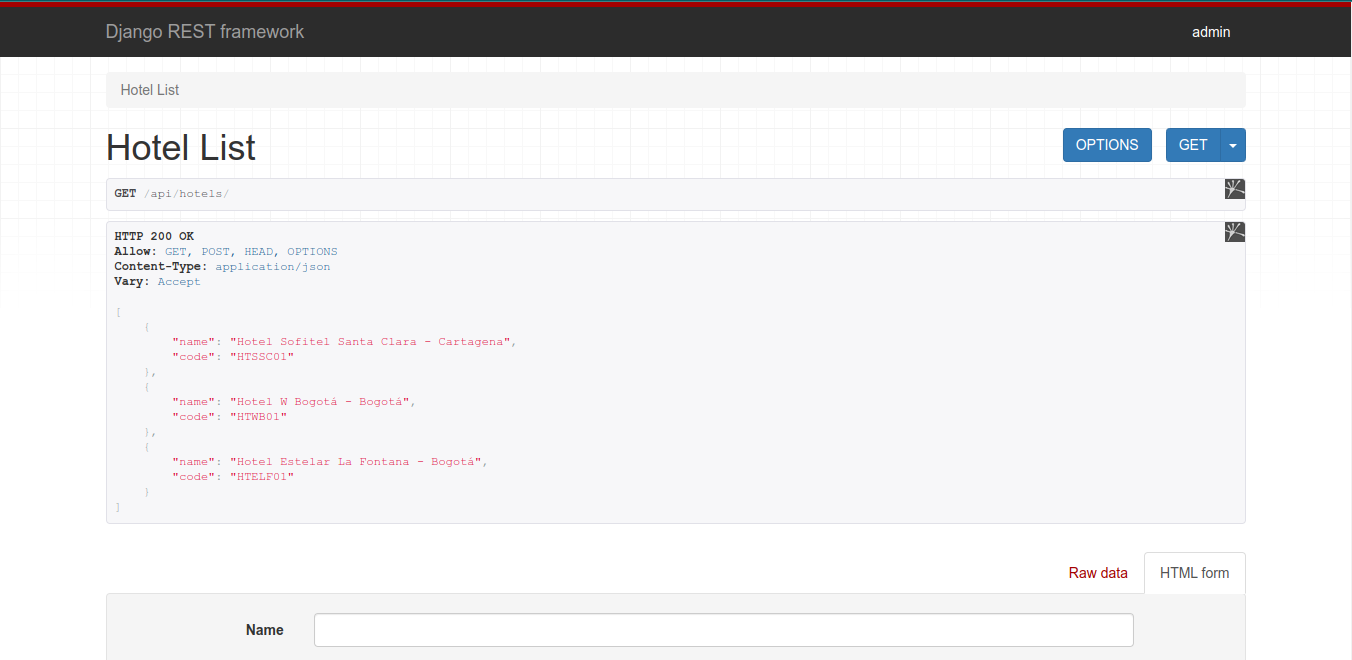 Django REST framework
admin
Hotel List
Hotel List
OPTIONS
GET
GET /api/hotels/
HTTP 200 OK
Allow: GET, POST, HEAD, OPTIONS
Content-Type: application/json
Vary: Accept
[
    {
        "name": "Hotel Sofitel Santa Clara - Cartagena",
        "code": "HTSSC01"
    },
    {
        "name": "Hotel W Bogotá - Bogotá",
        "code": "HTWB01"
    },
    {
        "name": "Hotel Estelar La Fontana - Bogotá",
        "code": "HTELF01"
    }
]
Raw data
HTML form
Name